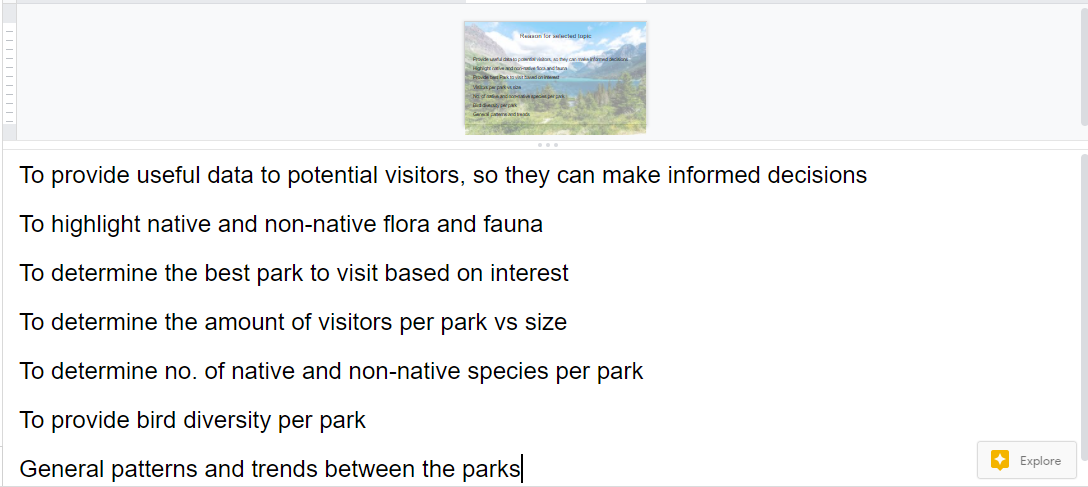 Reason for selected topic
Provide useful data to potential visitors, so they can make informed decisions
Highlight native and non-native flora and fauna
Provide best Park to visit based on interest
Visitors per park vs size
No. of native and non-native species per park
Bird diversity per park
General patterns and trends
To provide useful data to potential visitors, so they can make informed decisions
To highlight native and non-native flora and fauna
To determine the best park to visit based on interest
To determine the amount of visitors per park vs size
To determine no. of native and non-native species per park
To provide bird diversity per park
General patterns and trends between the parks
Explore